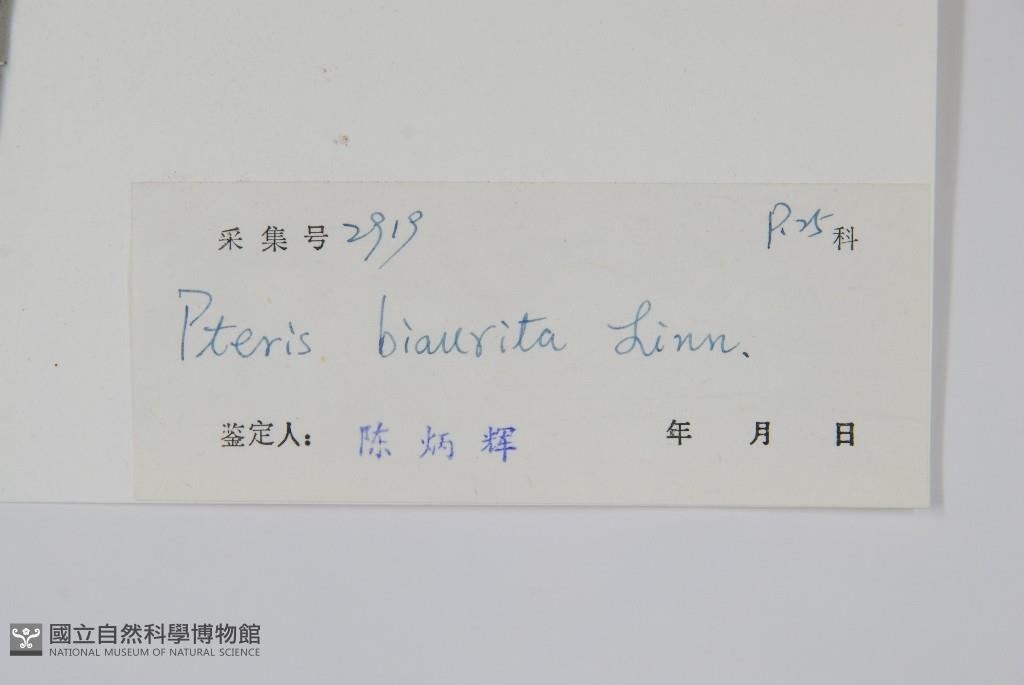 采集号 2919 P.25 科
Pteris biaurita Linn.
鉴定人： 陈炳辉 年 月 日
國立自然科學博物館
NATIONAL MUSEUM OF NATURAL SCIENCE